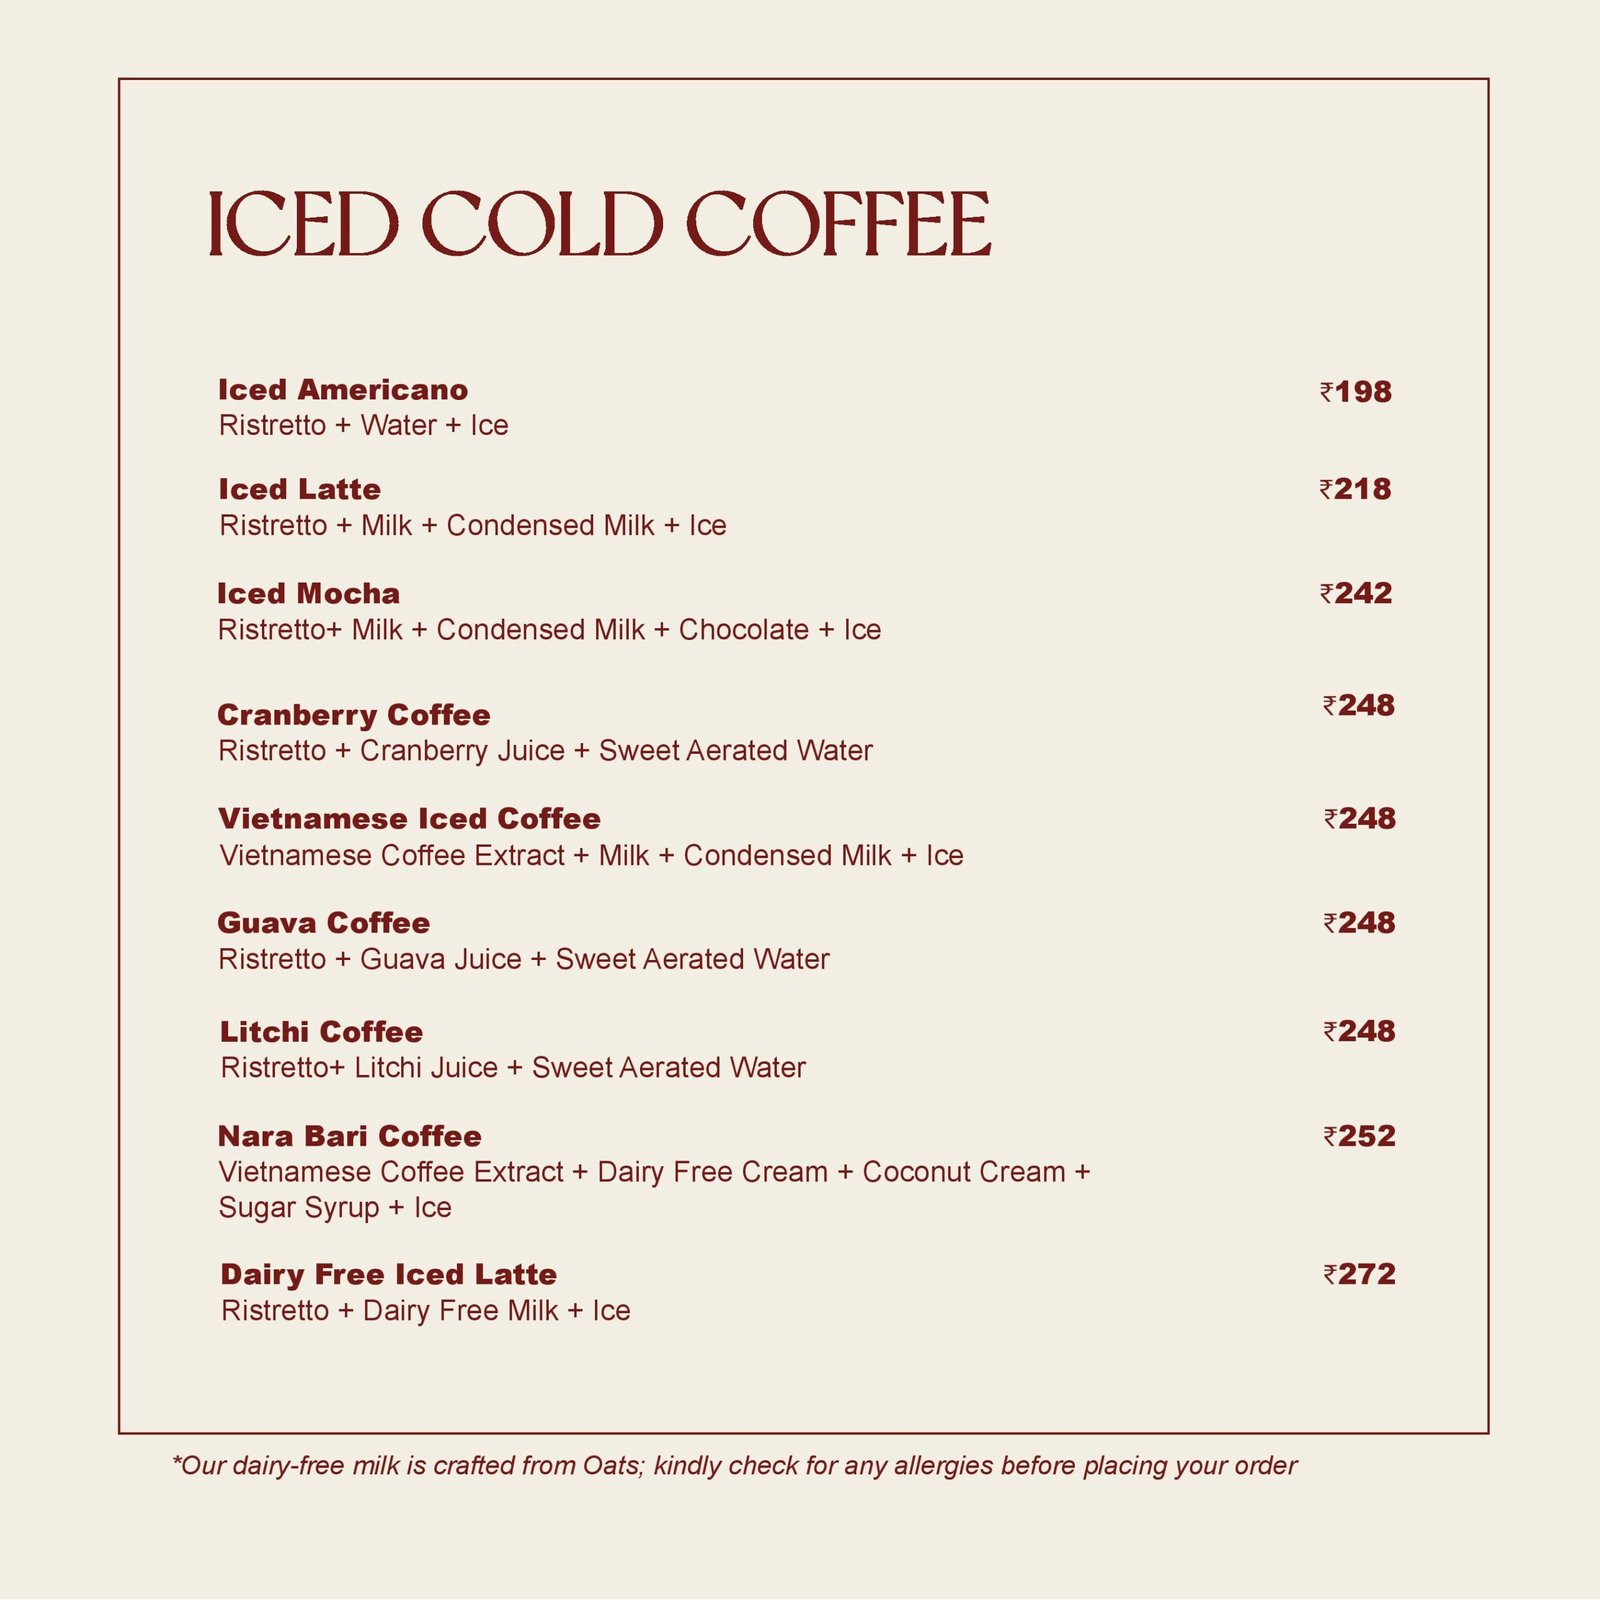 ICED COLD COFFEE
Iced Americano ₹198
Ristretto + Water + Ice
Iced Latte ₹218
Ristretto + Milk + Condensed Milk + Ice
Iced Mocha ₹242
Ristretto+ Milk + Condensed Milk + Chocolate + Ice
Cranberry Coffee ₹248
Ristretto + Cranberry Juice + Sweet Aerated Water
Vietnamese Iced Coffee ₹248
Vietnamese Coffee Extract + Milk + Condensed Milk + Ice
Guava Coffee ₹248
Ristretto + Guava Juice + Sweet Aerated Water
Litchi Coffee ₹248
Ristretto+ Litchi Juice + Sweet Aerated Water
Nara Bari Coffee ₹252
Vietnamese Coffee Extract + Dairy Free Cream + Coconut Cream +
Sugar Syrup + Ice
Dairy Free Iced Latte ₹272
Ristretto + Dairy Free Milk + Ice
*Our dairy-free milk is crafted from Oats; kindly check for any allergies before placing your order